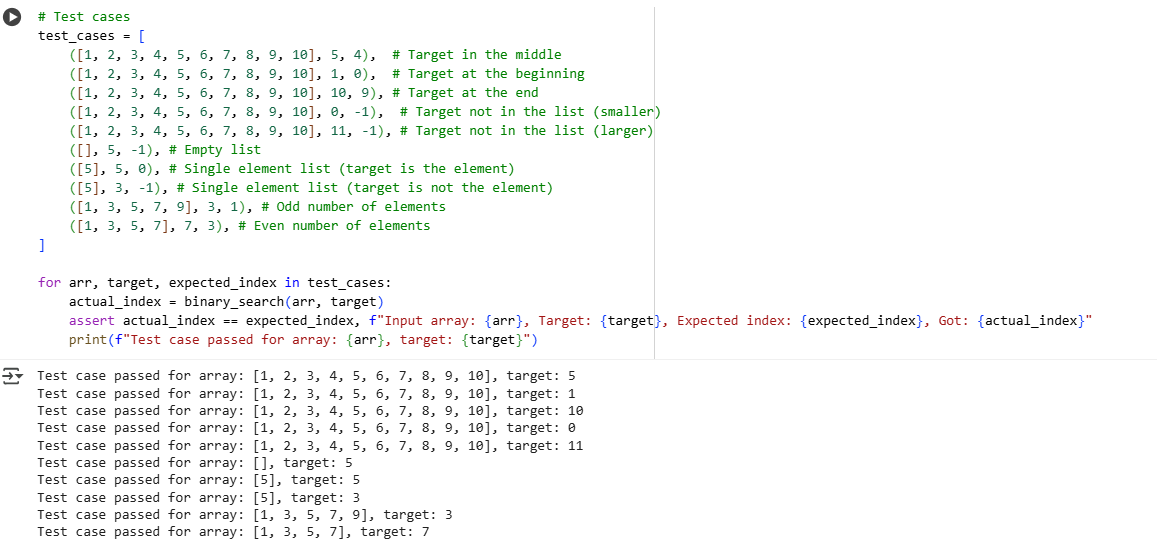 # Test cases
test_cases = [
    ([1, 2, 3, 4, 5, 6, 7, 8, 9, 10], 5, 4),  # Target in the middle
    ([1, 2, 3, 4, 5, 6, 7, 8, 9, 10], 1, 0),  # Target at the beginning
    ([1, 2, 3, 4, 5, 6, 7, 8, 9, 10], 10, 9), # Target at the end
    ([1, 2, 3, 4, 5, 6, 7, 8, 9, 10], 0, -1),  # Target not in the list (smaller)
    ([1, 2, 3, 4, 5, 6, 7, 8, 9, 10], 11, -1), # Target not in the list (larger)
    ([], 5, -1), # Empty list
    ([5], 5, 0), # Single element list (target is the element)
    ([5], 3, -1), # Single element list (target is not the element)
    ([1, 3, 5, 7, 9], 3, 1), # Odd number of elements
    ([1, 3, 5, 7], 7, 3), # Even number of elements
]

for arr, target, expected_index in test_cases:
    actual_index = binary_search(arr, target)
    assert actual_index == expected_index, f"Input array: {arr}, Target: {target}, Expected index: {expected_index}, Got: {actual_index}"
    print(f"Test case passed for array: {arr}, target: {target}")
Test case passed for array: [1, 2, 3, 4, 5, 6, 7, 8, 9, 10], target: 5
Test case passed for array: [1, 2, 3, 4, 5, 6, 7, 8, 9, 10], target: 1
Test case passed for array: [1, 2, 3, 4, 5, 6, 7, 8, 9, 10], target: 10
Test case passed for array: [1, 2, 3, 4, 5, 6, 7, 8, 9, 10], target: 0
Test case passed for array: [1, 2, 3, 4, 5, 6, 7, 8, 9, 10], target: 11
Test case passed for array: [], target: 5
Test case passed for array: [5], target: 5
Test case passed for array: [5], target: 3
Test case passed for array: [1, 3, 5, 7, 9], target: 3
Test case passed for array: [1, 3, 5, 7], target: 7